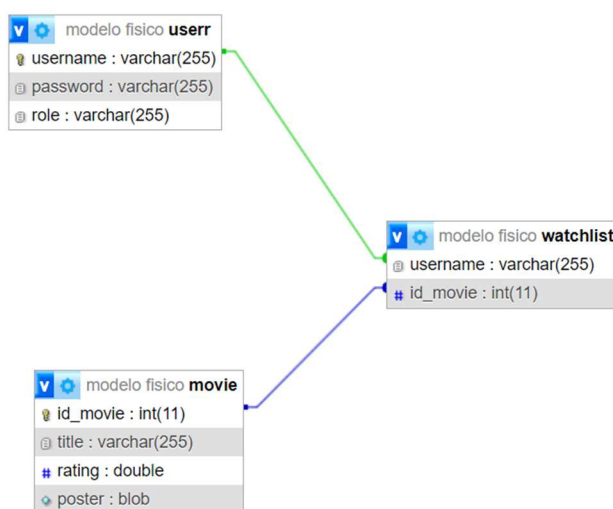 v modelo fisico userr
username : varchar(255)
password : varchar(255)
role : varchar(255)
v modelo fisico watchlist
username : varchar(255)
# id_movie : int(11)
v modelo fisico movie
id_movie : int(11)
title : varchar(255)
# rating : double
poster : blob